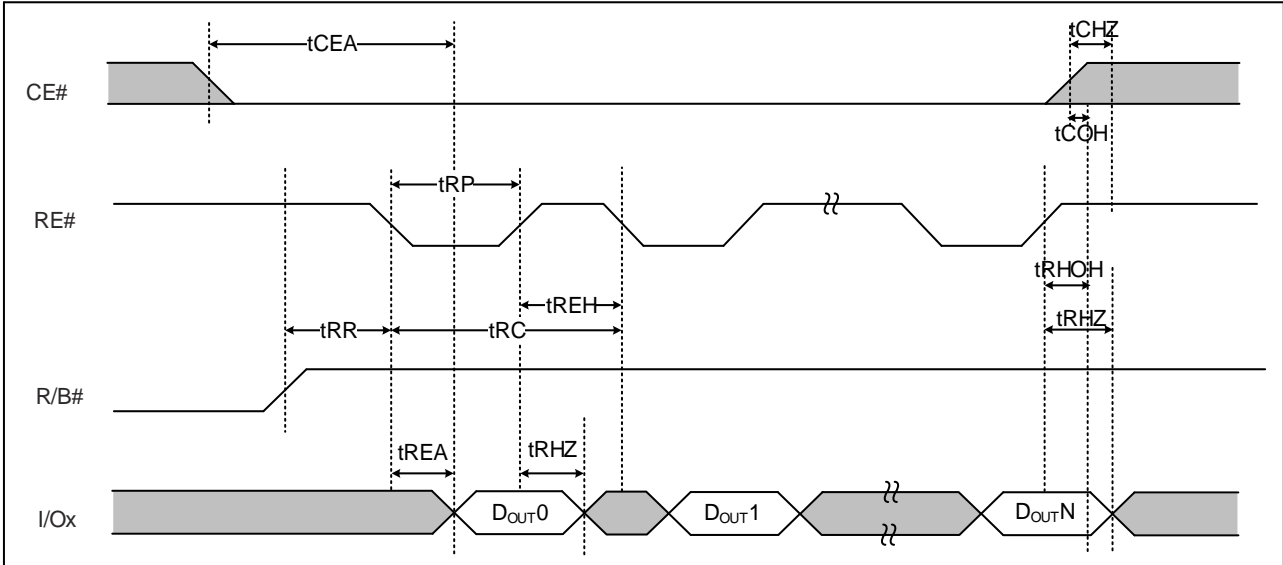 tCEA
tCHZ
CE#
tCOH
tRP
RE#
tRHOH
tREH
tRR
tRC
tRHZ
R/B#
tREA
tRHZ
I/Ox
DOUT0
DOUT1
DOUTN